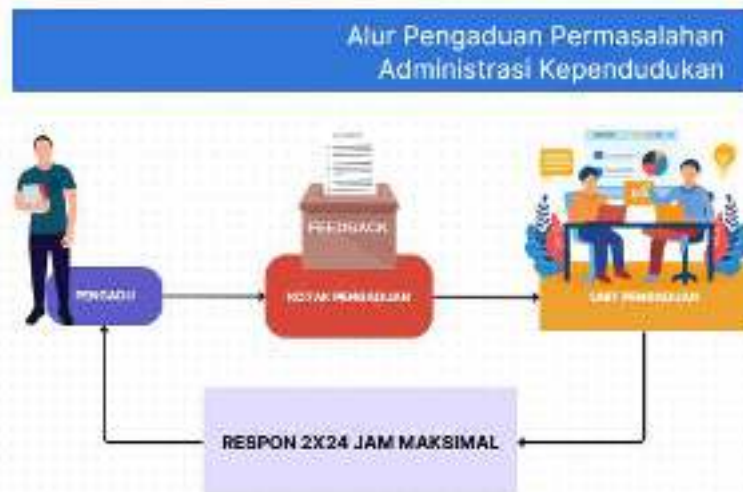 Alur Pengaduan Permasalahan
Administrasi Kependudukan
FEEDBACK
PENGADU
KOTAK PENGADUAN
UNIT PENGADUAN
RESPON 2X24 JAM MAKSIMAL